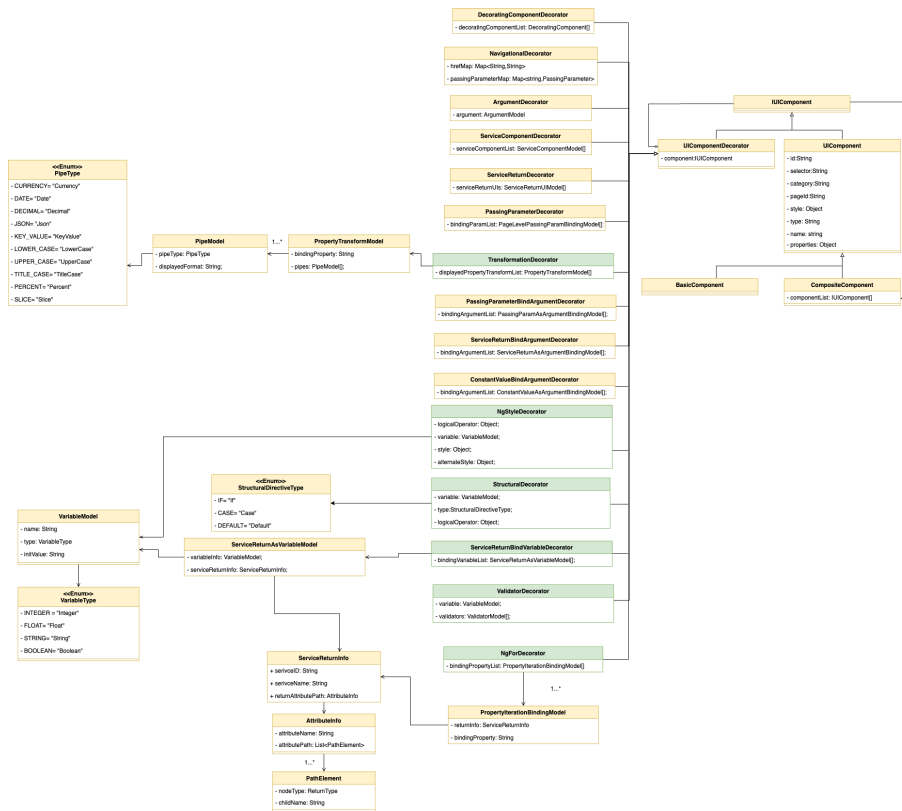 DecoratingComponentDecorator
- decoratingComponentList: DecoratingComponent[]
NavigationalDecorator
- hrefMap: Map<String,String>
- passingParameterMap: Map<string,PassingParameter>
ArgumentDecorator
- argument: ArgumentModel
ServiceComponentDecorator
- serviceComponentList: ServiceComponentModel[]
ServiceReturnDecorator
- serviceReturnUIs: ServiceReturnUIModel[]
PassingParameterDecorator
- bindingParamList: PageLevelPassingParamBinding[]
TransformationDecorator
- displayedPropertyTransformList: PropertyTransformModel[]
PassingParameterBindArgumentDecorator
- bindingArgumentList: PassingParamAsArgumentBindingModel[];
ServiceReturnBindArgumentDecorator
- bindingArgumentList: ServiceReturnAsArgumentBindingModel[];
ConstantValueBindArgumentDecorator
- bindingArgumentList: ConstantValueAsArgumentBindingModel[];
NgStyleDecorator
- logicalOperator: Object;
- variable: VariableModel;
- style: Object;
- alternateStyle: Object;
StructuralDecorator
- variable: VariableModel;
- type:StructuralDirectiveType;
- logicalOperator: Object;
ServiceReturnBindVariableDecorator
- bindingVariableList: ServiceReturnAsVariableModel[];
ValidatorDecorator
- variable: VariableModel;
- validators: ValidatorModel[];
NgForDecorator
- bindingPropertyList: PropertyIterationBindingModel[]
1...*
PropertyIterationBindingModel
- returnInfo: ServiceReturnInfo
- bindingProperty: String
IUIComponent
UIComponentDecorator
- component:IUIComponent
UIComponent
- id:String
- selector:String
- category:String
- pageId:String
- style: Object
- type: String
- name: string
- properties: Object
BasicComponent
CompositeComponent
- componentList: IUIComponent[]
<<Enum>>
PipeType
- CURRENCY= "Currency"
- DATE= "Date"
- DECIMAL= "Decimal"
- JSON= "Json"
- KEY_VALUE= "KeyValue"
- LOWER_CASE= "LowerCase"
- UPPER_CASE= "UpperCase"
- TITLE_CASE= "TitleCase"
- PERCENT= "Percent"
- SLICE= "Slice"
PipeModel
- pipeType: PipeType
- displayedFormat: String;
1...*
PropertyTransformModel
- bindingProperty: String
- pipes: PipeModel[];
<<Enum>>
StructuralDirectiveType
- IF= "If"
- CASE= "Case"
- DEFAULT= "Default"
VariableModel
- name: String
- type: VariableType
- initValue: String
ServiceReturnAsVariableModel
- variableInfo: VariableModel;
- serviceReturnInfo: ServiceReturnInfo;
<<Enum>>
VariableType
- INTEGER = "Integer"
- FLOAT= "Float"
- STRING= "String"
- BOOLEAN= "Boolean"
ServiceReturnInfo
+ serivceID: String
+ serivceName: String
+ returnAttributePath: AttributeInfo
AttributeInfo
- attributeName: String
- attributePath: List<PathElement>
1...*
PathElement
- nodeType: ReturnType
- childName: String